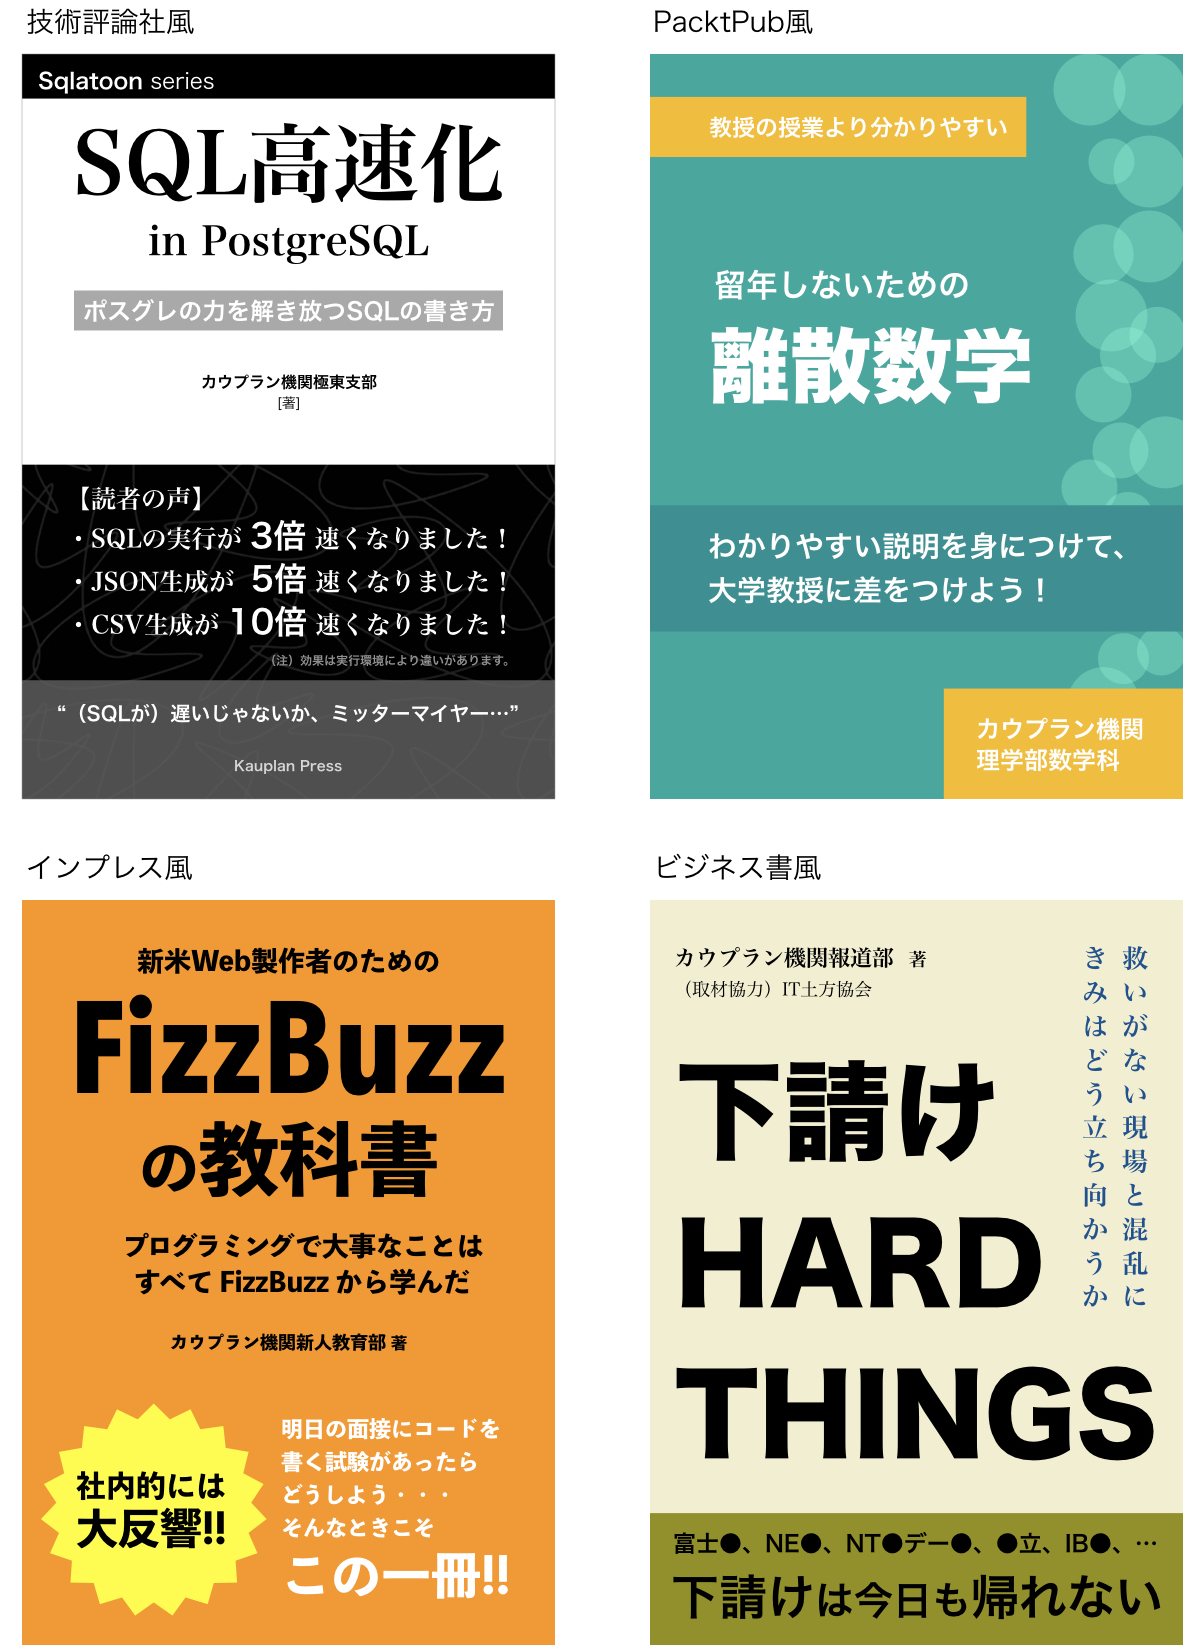 技術評論社風
Sqlatoon series
SQL高速化
in PostgreSQL
ポスグレの力を解き放つSQLの書き方
カウプラン機関極東支部
[著]
【読者の声】
・SQLの実行が 3倍 速くなりました！
・JSON生成が 5倍 速くなりました！
・CSV生成が 10倍 速くなりました！
（注）効果は実行環境により違いがあります。
“（SQLが）遅いじゃないか、ミッターマイヤー…”
Kauplan Press
PacktPub風
教授の授業より分かりやすい
留年しないための
離散数学
わかりやすい説明を身につけて、
大学教授に差をつけよう！
カウプラン機関
理学部数学科
インプレス風
新米Web製作者のための
FizzBuzz
の教科書
プログラミングで大事なことは
すべて FizzBuzz から学んだ
カウプラン機関新人教育部 著
社内的には
大反響!!
明日の面接にコードを
書く試験があったら
どうしよう・・・
そんなときこそ
この一冊!!
ビジネス書風
カウプラン機関報道部 著
（取材協力）IT土方協会
救いがない現場と混乱に
きみはどう立ち向かうか
下請け
HARD
THINGS
富士●、NE●、NT●デー●、●立、IB●、…
下請けは今日も帰れない